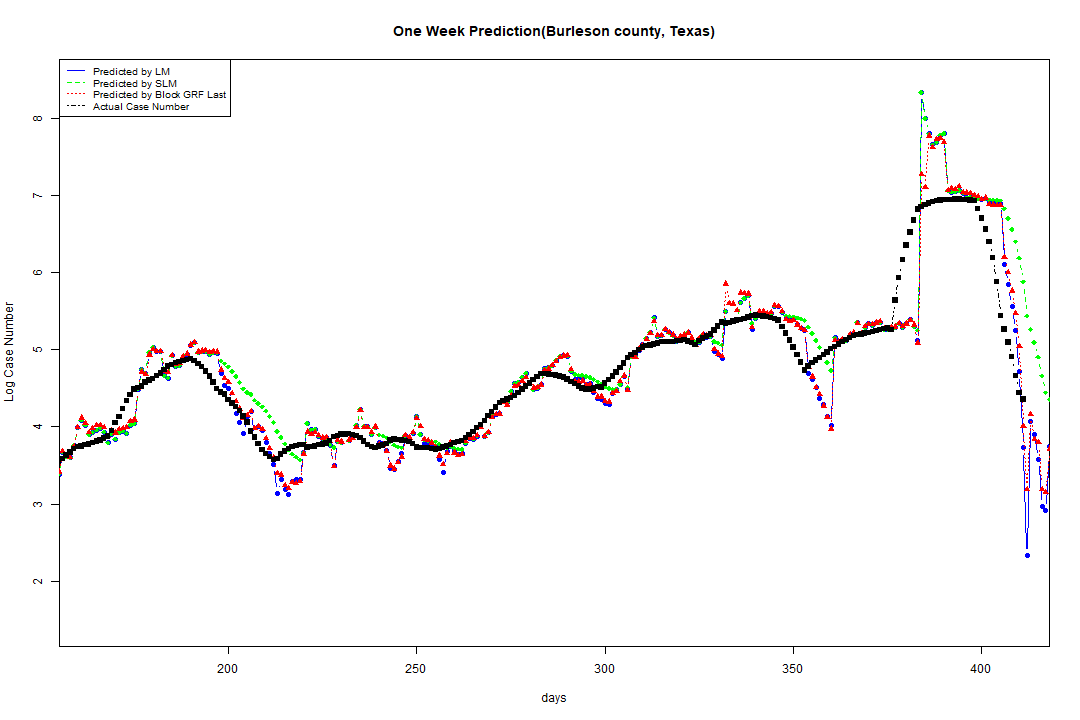 One Week Prediction(Burleson county, Texas)
Predicted by LM
Predicted by SLM
Predicted by Block GRF Last
Actual Case Number
8
7
6
5
4
3
2
Log Case Number
200 250 300 350 400
days